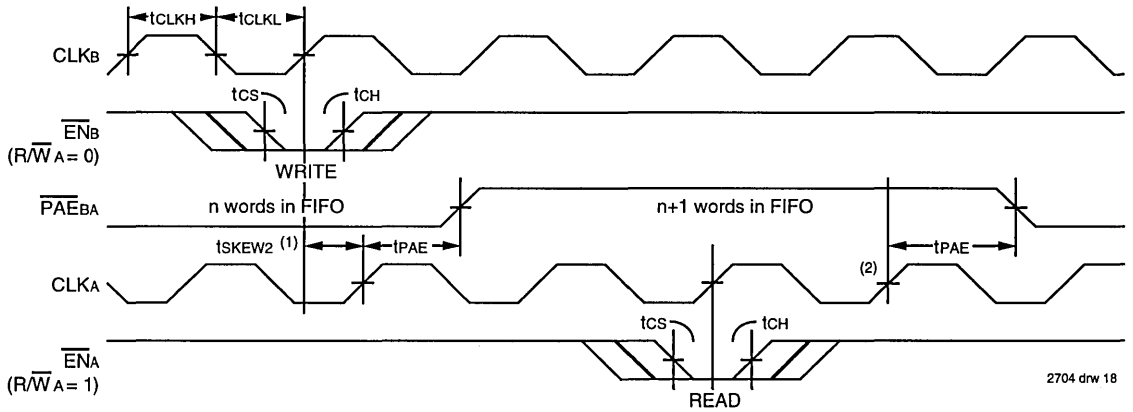 tCLKH tCLKL
CLKB
tCS tCH
ENB
(R/WA = 0)
WRITE
PAEBA
n words in FIFO n+1 words in FIFO
tSKEW2 (1) tPAE (2) tPAE
CLKA
tCS tCH
ENA
(R/WA = 1)
READ
2704 drw 18